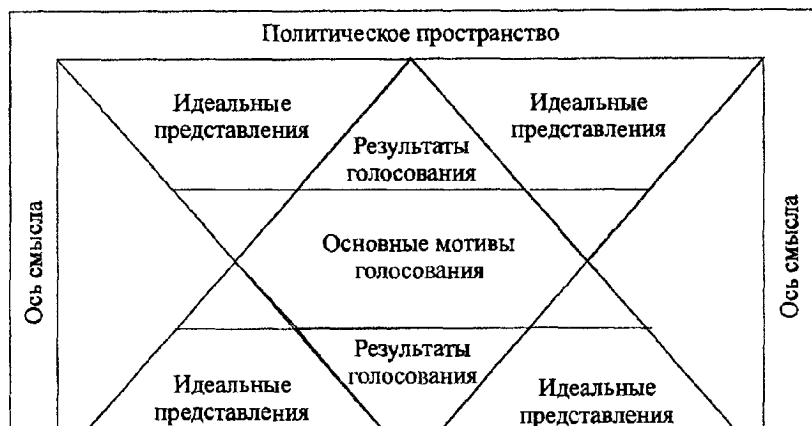 Политическое пространство
Идеальные
представления
Идеальные
представления
Результаты
голосования
Ось смысла
Основные мотивы
голосования
Ось смысла
Результаты
голосования
Идеальные
представления
Идеальные
представления